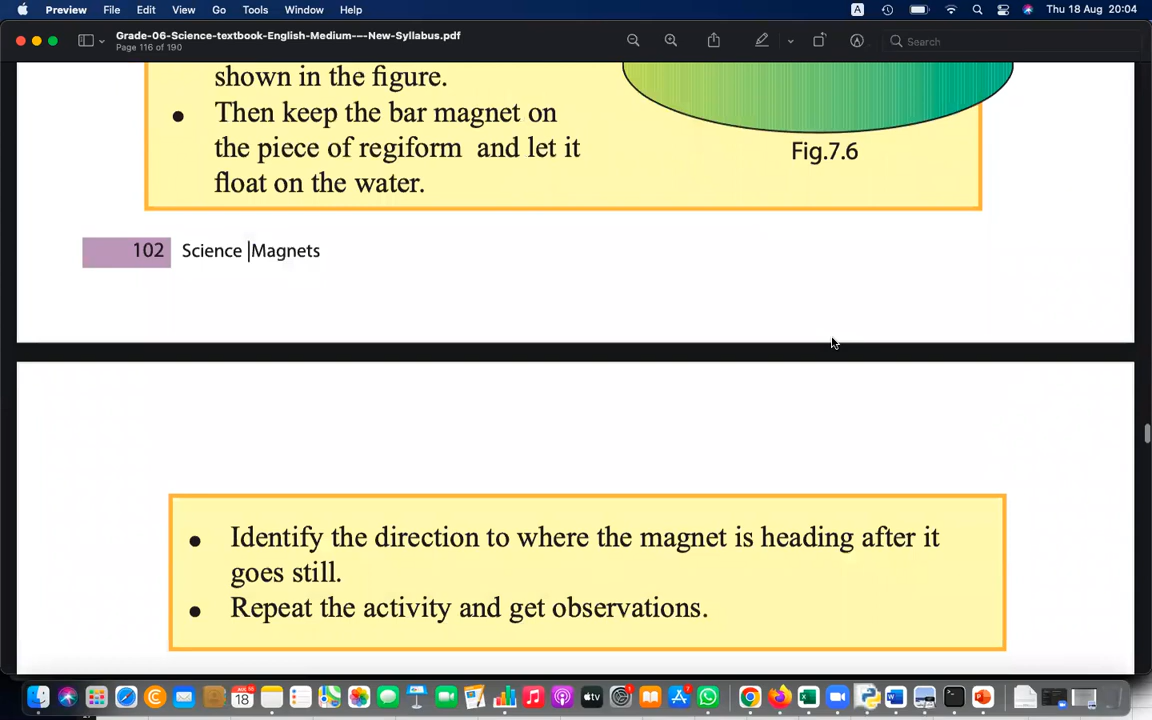 Preview File Edit View Go Tools Window Help A Thu 18 Aug 20:04
Grade-06-Science-textbook-English-Medium-–-New-Syllabus.pdf
Page 116 of 190
Search
shown in the figure.
● Then keep the bar magnet on
the piece of regiform and let it
float on the water.
Fig.7.6
102 Science |Magnets
● Identify the direction to where the magnet is heading after it
goes still.
● Repeat the activity and get observations.
tv
18